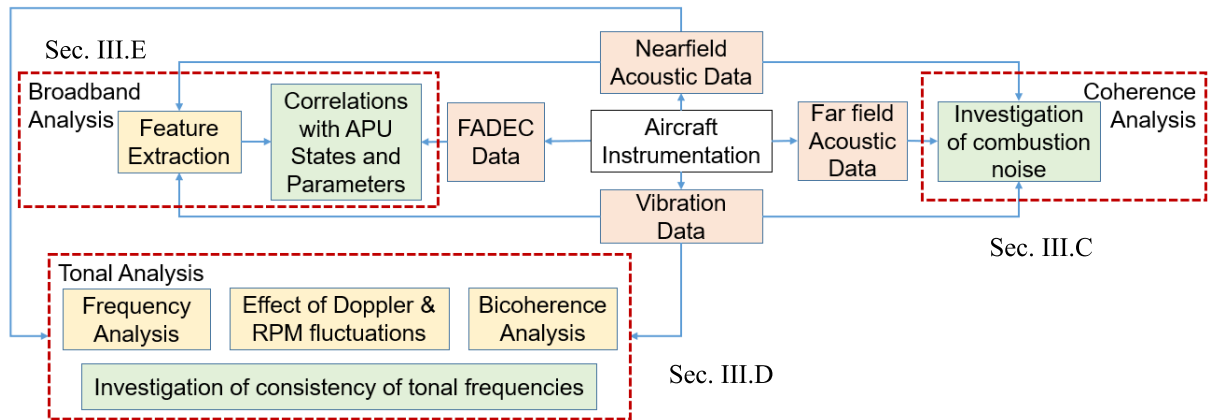 Sec. III.E
Broadband
Analysis
Feature
Extraction
Correlations
with APU
States and
Parameters
FADEC
Data
Nearfield
Acoustic Data
Aircraft
Instrumentation
Vibration
Data
Far field
Acoustic
Data
Coherence
Analysis
Investigation
of combustion
noise
Sec. III.C
Tonal Analysis
Frequency
Analysis
Effect of Doppler &
RPM fluctuations
Bicoherence
Analysis
Investigation of consistency of tonal frequencies
Sec. III.D